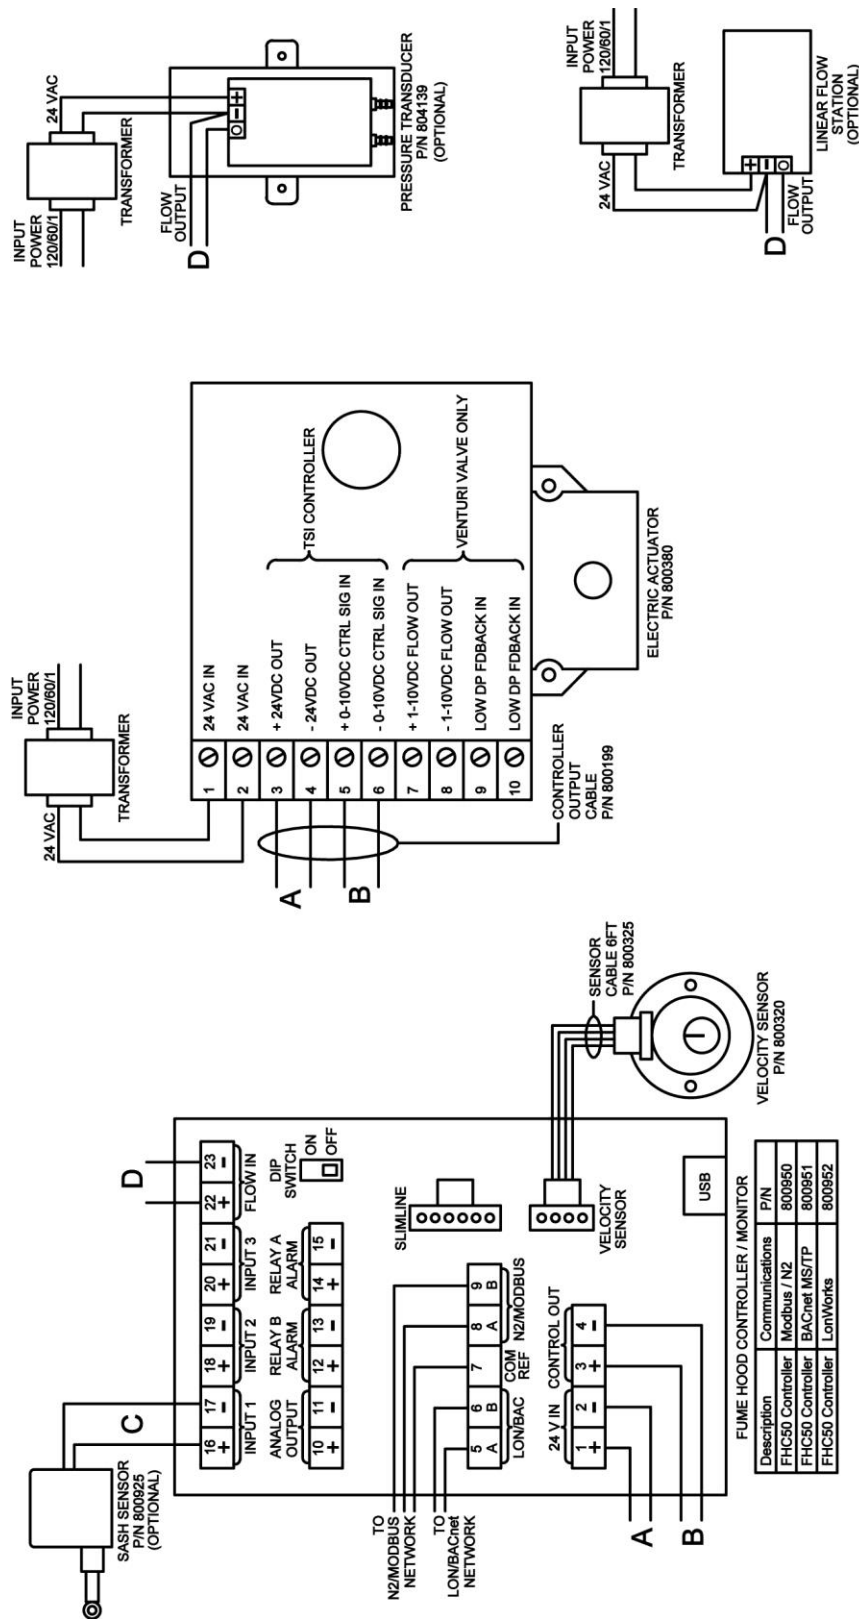 SASH SENSOR
P/N 800925
(OPTIONAL)
C
D
16
17
18
19
20
21
22
23
+
−
+
−
+
−
+
−
INPUT 1
INPUT 2
INPUT 3
FLOW IN
ANALOG
OUTPUT
RELAY B
ALARM
RELAY A
ALARM
DIP
SWITCH
ON
OFF
10
11
12
13
14
15
+
−
+
−
+
−
SLIMLINE
TO
N2/MODBUS
NETWORK
TO
LON/BACnet
NETWORK
5
6
7
8
9
A
B
A
B
LON/BAC
COM
REF
N2/MODBUS
24 V IN
CONTROL OUT
1
2
3
4
+
−
+
−
A
B
VELOCITY
SENSOR
USB
SENSOR
CABLE 6FT
P/N 800325
VELOCITY SENSOR
P/N 800320
FUME HOOD CONTROLLER / MONITOR
Description Communications P/N
FHC50 Controller Modbus / N2 800950
FHC50 Controller BACnet MS/TP 800951
FHC50 Controller LonWorks 800952
INPUT
POWER
120/60/1
24 VAC
TRANSFORMER
1 24 VAC IN
2 24 VAC IN
3 + 24VDC OUT
4 - 24VDC OUT
5 + 0-10VDC CTRL SIG IN
6 - 0-10VDC CTRL SIG IN
7 + 1-10VDC FLOW OUT
8 - 1-10VDC FLOW OUT
9 LOW DP FDBACK IN
10 LOW DP FDBACK IN
TSI CONTROLLER
VENTURI VALVE ONLY
A
B
CONTROLLER
OUTPUT
CABLE
P/N 800199
ELECTRIC ACTUATOR
P/N 800380
INPUT
POWER
120/60/1
24 VAC
TRANSFORMER
FLOW
OUTPUT
D
O
−
+
PRESSURE TRANSDUCER
P/N 804139
(OPTIONAL)
INPUT
POWER
120/60/1
TRANSFORMER
24 VAC
+
−
O
D
FLOW
OUTPUT
LINEAR FLOW
STATION
(OPTIONAL)